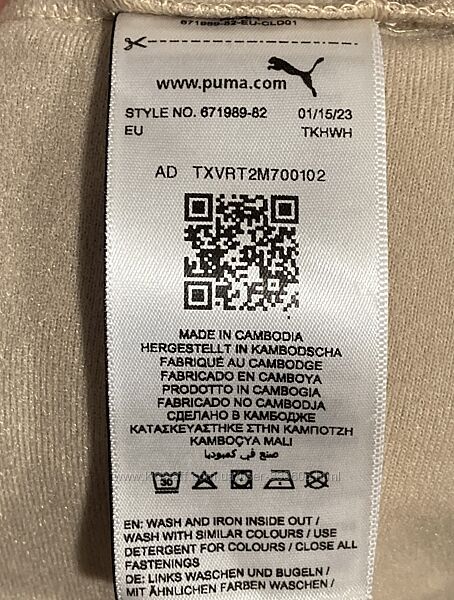 671989-82-EU-CLD01
www.puma.com
STYLE NO. 671989-82 01/15/23
EU TKHWH
AD TXVRT2M700102
MADE IN CAMBODIA
HERGESTELLT IN KAMBODSCHA
FABRIQUÉ AU CAMBODGE
FABRICADO EN CAMBOYA
PRODOTTO IN CAMBOGIA
FABRICADO NO CAMBODJA
СДЕЛАНО В КАМБОДЖЕ
ΚΑΤΑΣΚΕΥΑΣΤΗΚΕ ΣΤΗΝ ΚΑΜΠΟΤΖΗ
KAMBOÇYA MALI
صنع في كمبوديا
30
EN: WASH AND IRON INSIDE OUT /
WASH WITH SIMILAR COLOURS / USE
DETERGENT FOR COLOURS / CLOSE ALL
FASTENINGS
DE: LINKS WASCHEN UND BUGELN /
MIT ÄHNLICHEN FARBEN WASCHEN /